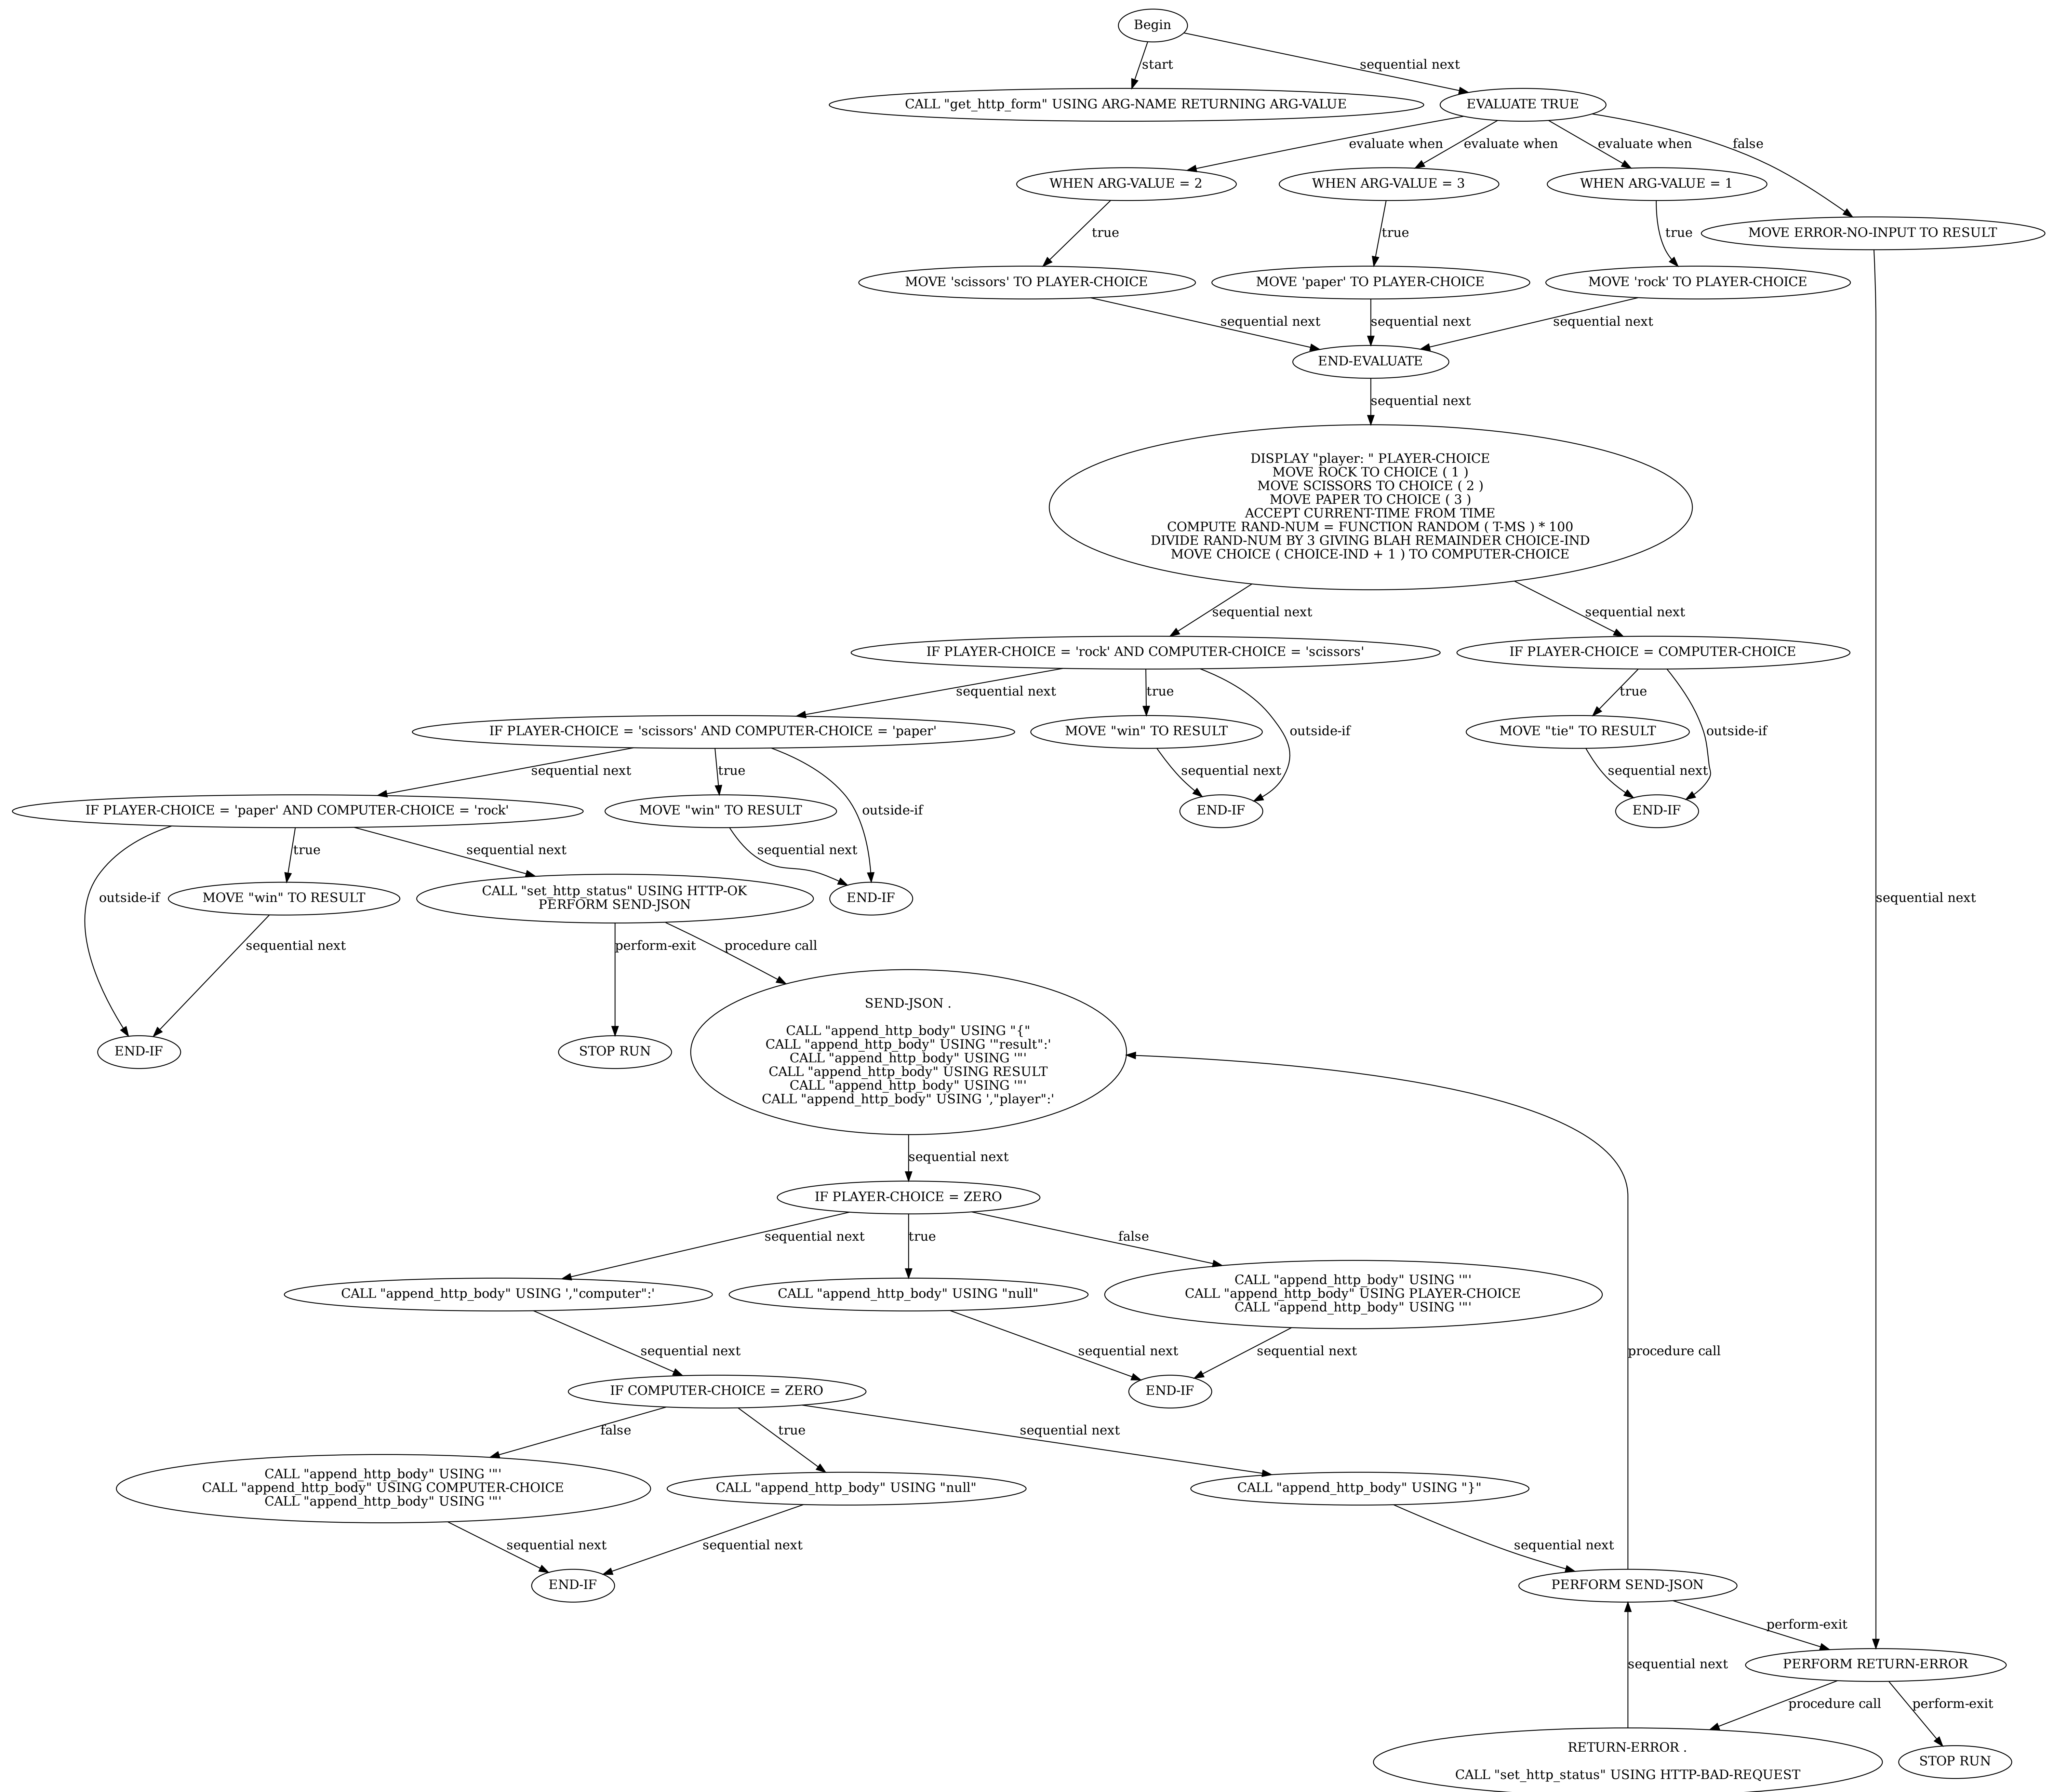 Begin
start
sequential next
CALL "get_http_form" USING ARG-NAME RETURNING ARG-VALUE
EVALUATE TRUE
evaluate when
evaluate when
evaluate when
false
WHEN ARG-VALUE = 2
WHEN ARG-VALUE = 3
WHEN ARG-VALUE = 1
true
true
true
MOVE ERROR-NO-INPUT TO RESULT
MOVE 'scissors' TO PLAYER-CHOICE
MOVE 'paper' TO PLAYER-CHOICE
MOVE 'rock' TO PLAYER-CHOICE
sequential next
sequential next
sequential next
END-EVALUATE
sequential next
DISPLAY "player: " PLAYER-CHOICE
MOVE ROCK TO CHOICE ( 1 )
MOVE SCISSORS TO CHOICE ( 2 )
MOVE PAPER TO CHOICE ( 3 )
ACCEPT CURRENT-TIME FROM TIME
COMPUTE RAND-NUM = FUNCTION RANDOM ( T-MS ) * 100
DIVIDE RAND-NUM BY 3 GIVING BLAH REMAINDER CHOICE-IND
MOVE CHOICE ( CHOICE-IND + 1 ) TO COMPUTER-CHOICE
sequential next
sequential next
IF PLAYER-CHOICE = 'rock' AND COMPUTER-CHOICE = 'scissors'
IF PLAYER-CHOICE = COMPUTER-CHOICE
sequential next
true
true
IF PLAYER-CHOICE = 'scissors' AND COMPUTER-CHOICE = 'paper'
MOVE "win" TO RESULT
outside-if
MOVE "tie" TO RESULT
outside-if
sequential next
true
sequential next
sequential next
IF PLAYER-CHOICE = 'paper' AND COMPUTER-CHOICE = 'rock'
MOVE "win" TO RESULT
outside-if
END-IF
END-IF
true
sequential next
sequential next
outside-if
MOVE "win" TO RESULT
CALL "set_http_status" USING HTTP-OK
PERFORM SEND-JSON
END-IF
sequential next
sequential next
perform-exit
procedure call
END-IF
STOP RUN
SEND-JSON .
CALL "append_http_body" USING "{"
CALL "append_http_body" USING '"result":'
CALL "append_http_body" USING '"'
CALL "append_http_body" USING RESULT
CALL "append_http_body" USING '"'
CALL "append_http_body" USING ',"player":'
sequential next
IF PLAYER-CHOICE = ZERO
sequential next
true
false
CALL "append_http_body" USING ',"computer":'
CALL "append_http_body" USING "null"
CALL "append_http_body" USING '"'
CALL "append_http_body" USING PLAYER-CHOICE
CALL "append_http_body" USING '"'
sequential next
sequential next
sequential next
procedure call
IF COMPUTER-CHOICE = ZERO
END-IF
false
true
sequential next
CALL "append_http_body" USING '"'
CALL "append_http_body" USING COMPUTER-CHOICE
CALL "append_http_body" USING '"'
CALL "append_http_body" USING "null"
CALL "append_http_body" USING "}"
sequential next
sequential next
sequential next
END-IF
PERFORM SEND-JSON
perform-exit
sequential next
PERFORM RETURN-ERROR
procedure call
perform-exit
RETURN-ERROR .
CALL "set_http_status" USING HTTP-BAD-REQUEST
STOP RUN